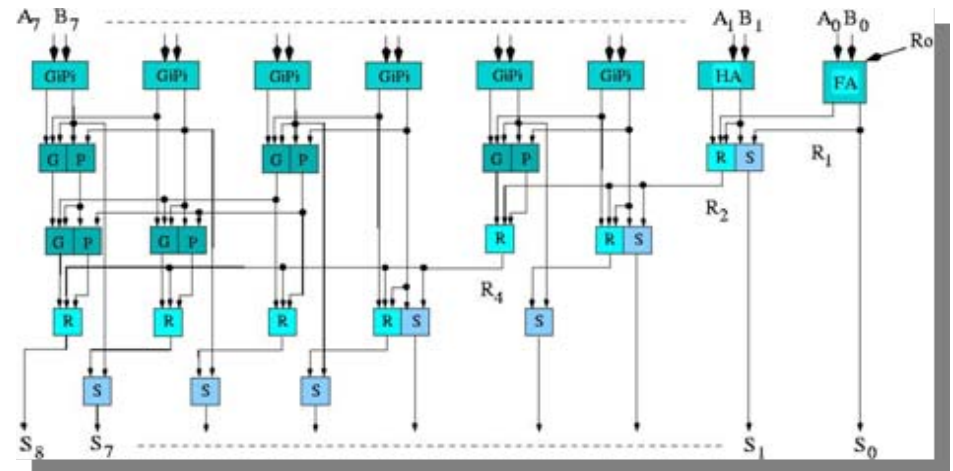 A7 B7 A1 B1 A0 B0
Ro
GiPi GiPi GiPi GiPi GiPi GiPi HA FA
G P G P G P R S
R1
R2
G P G P R R S
R4
R R R R S S
S S S
S8 S7 S1 S0